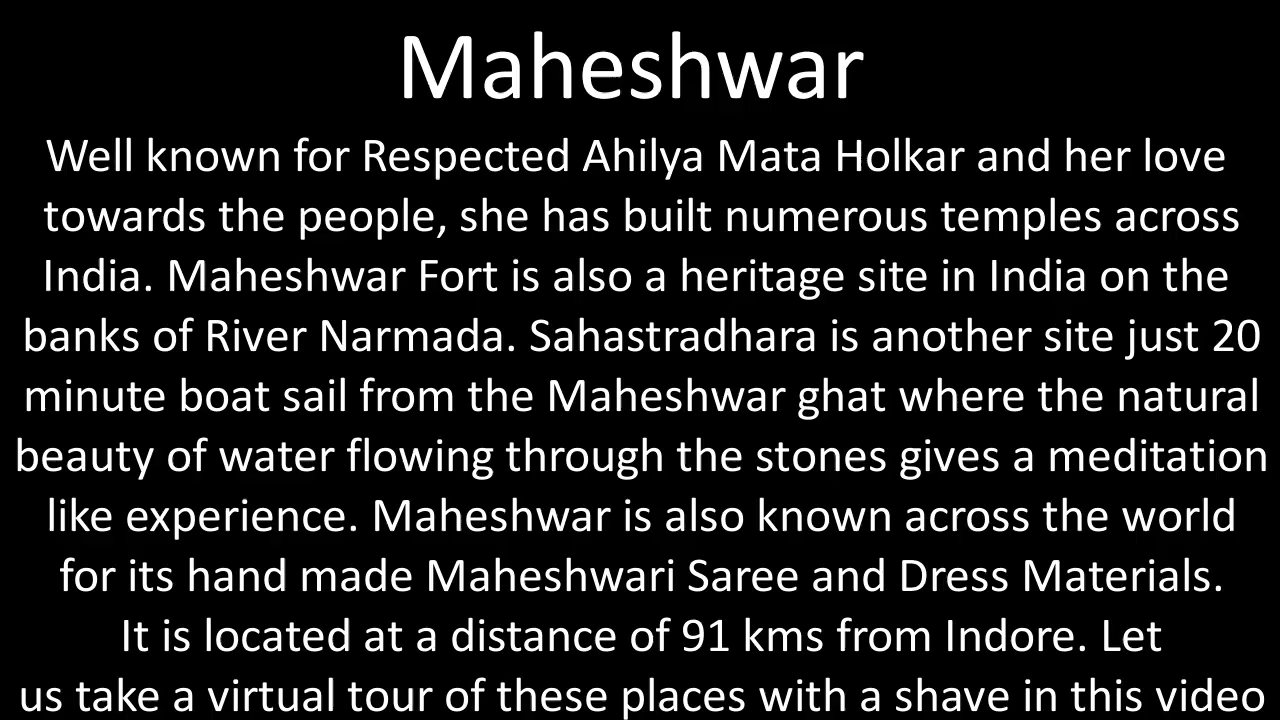 Maheshwar
Well known for Respected Ahilya Mata Holkar and her love
towards the people, she has built numerous temples across
India. Maheshwar Fort is also a heritage site in India on the
banks of River Narmada. Sahastradhara is another site just 20
minute boat sail from the Maheshwar ghat where the natural
beauty of water flowing through the stones gives a meditation
like experience. Maheshwar is also known across the world
for its hand made Maheshwari Saree and Dress Materials.
It is located at a distance of 91 kms from Indore. Let
us take a virtual tour of these places with a shave in this video